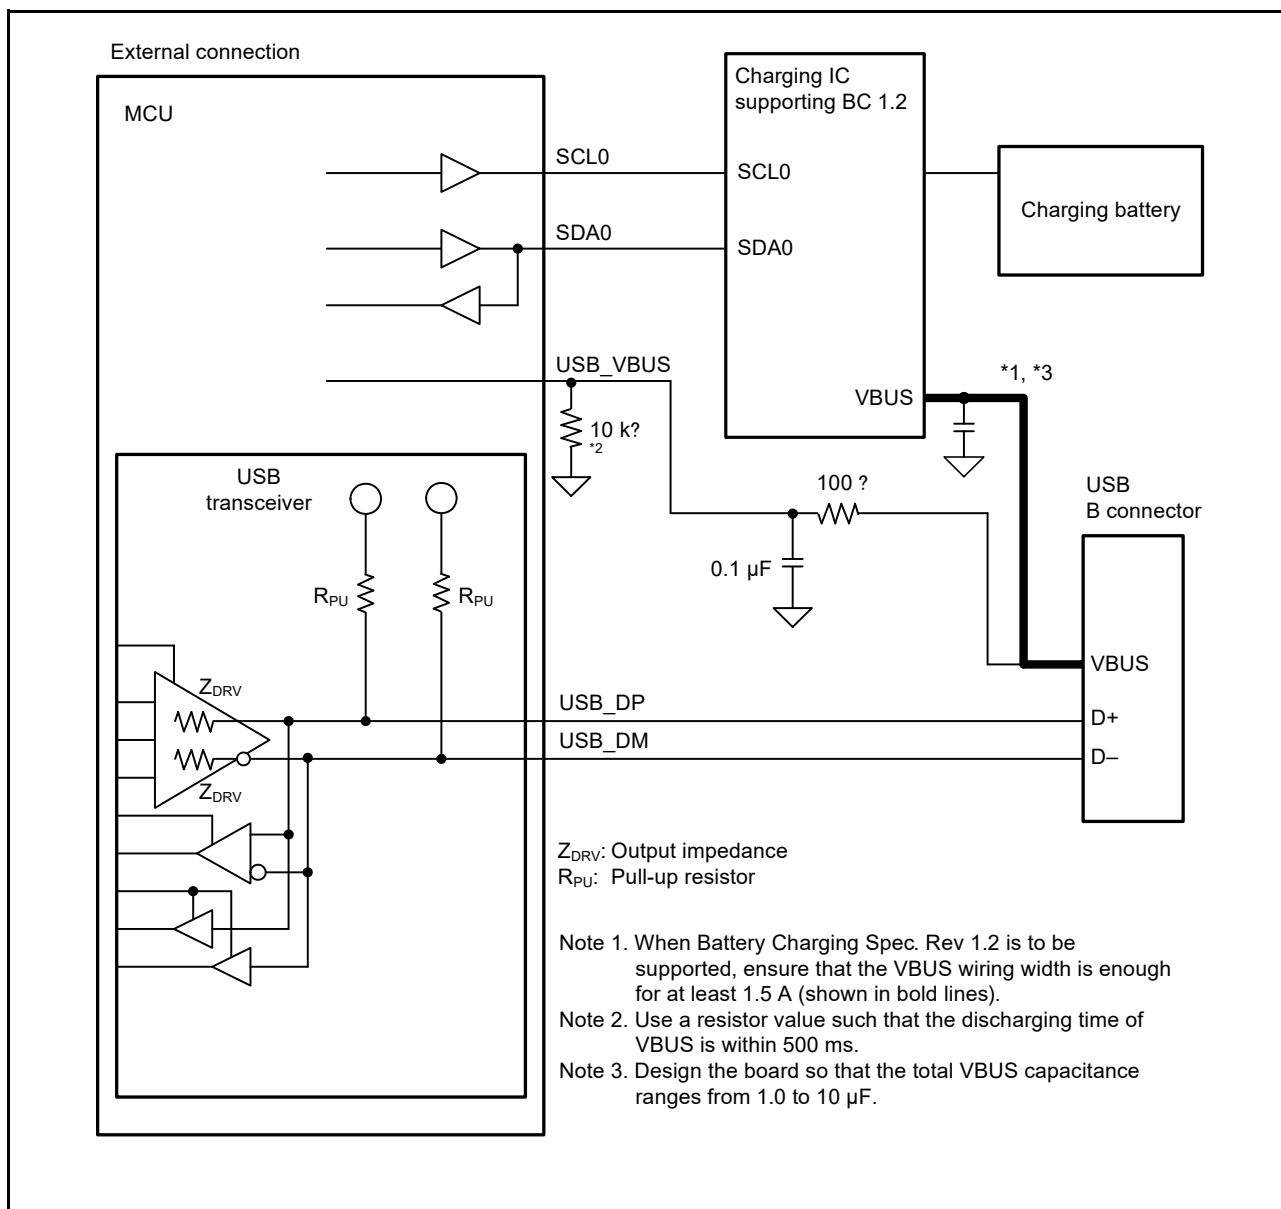 External connection
MCU
Charging IC
supporting BC 1.2
SCL0
SCL0
Charging battery
SDA0
SDA0
USB_VBUS
*1, *3
VBUS
10 k?
*2
USB
transceiver
100 ?
USB
B connector
0.1 µF
RPU
RPU
VBUS
ZDRV
USB_DP
D+
USB_DM
D–
ZDRV
ZDRV: Output impedance
RPU: Pull-up resistor
Note 1. When Battery Charging Spec. Rev 1.2 is to be
supported, ensure that the VBUS wiring width is enough
for at least 1.5 A (shown in bold lines).
Note 2. Use a resistor value such that the discharging time of
VBUS is within 500 ms.
Note 3. Design the board so that the total VBUS capacitance
ranges from 1.0 to 10 µF.